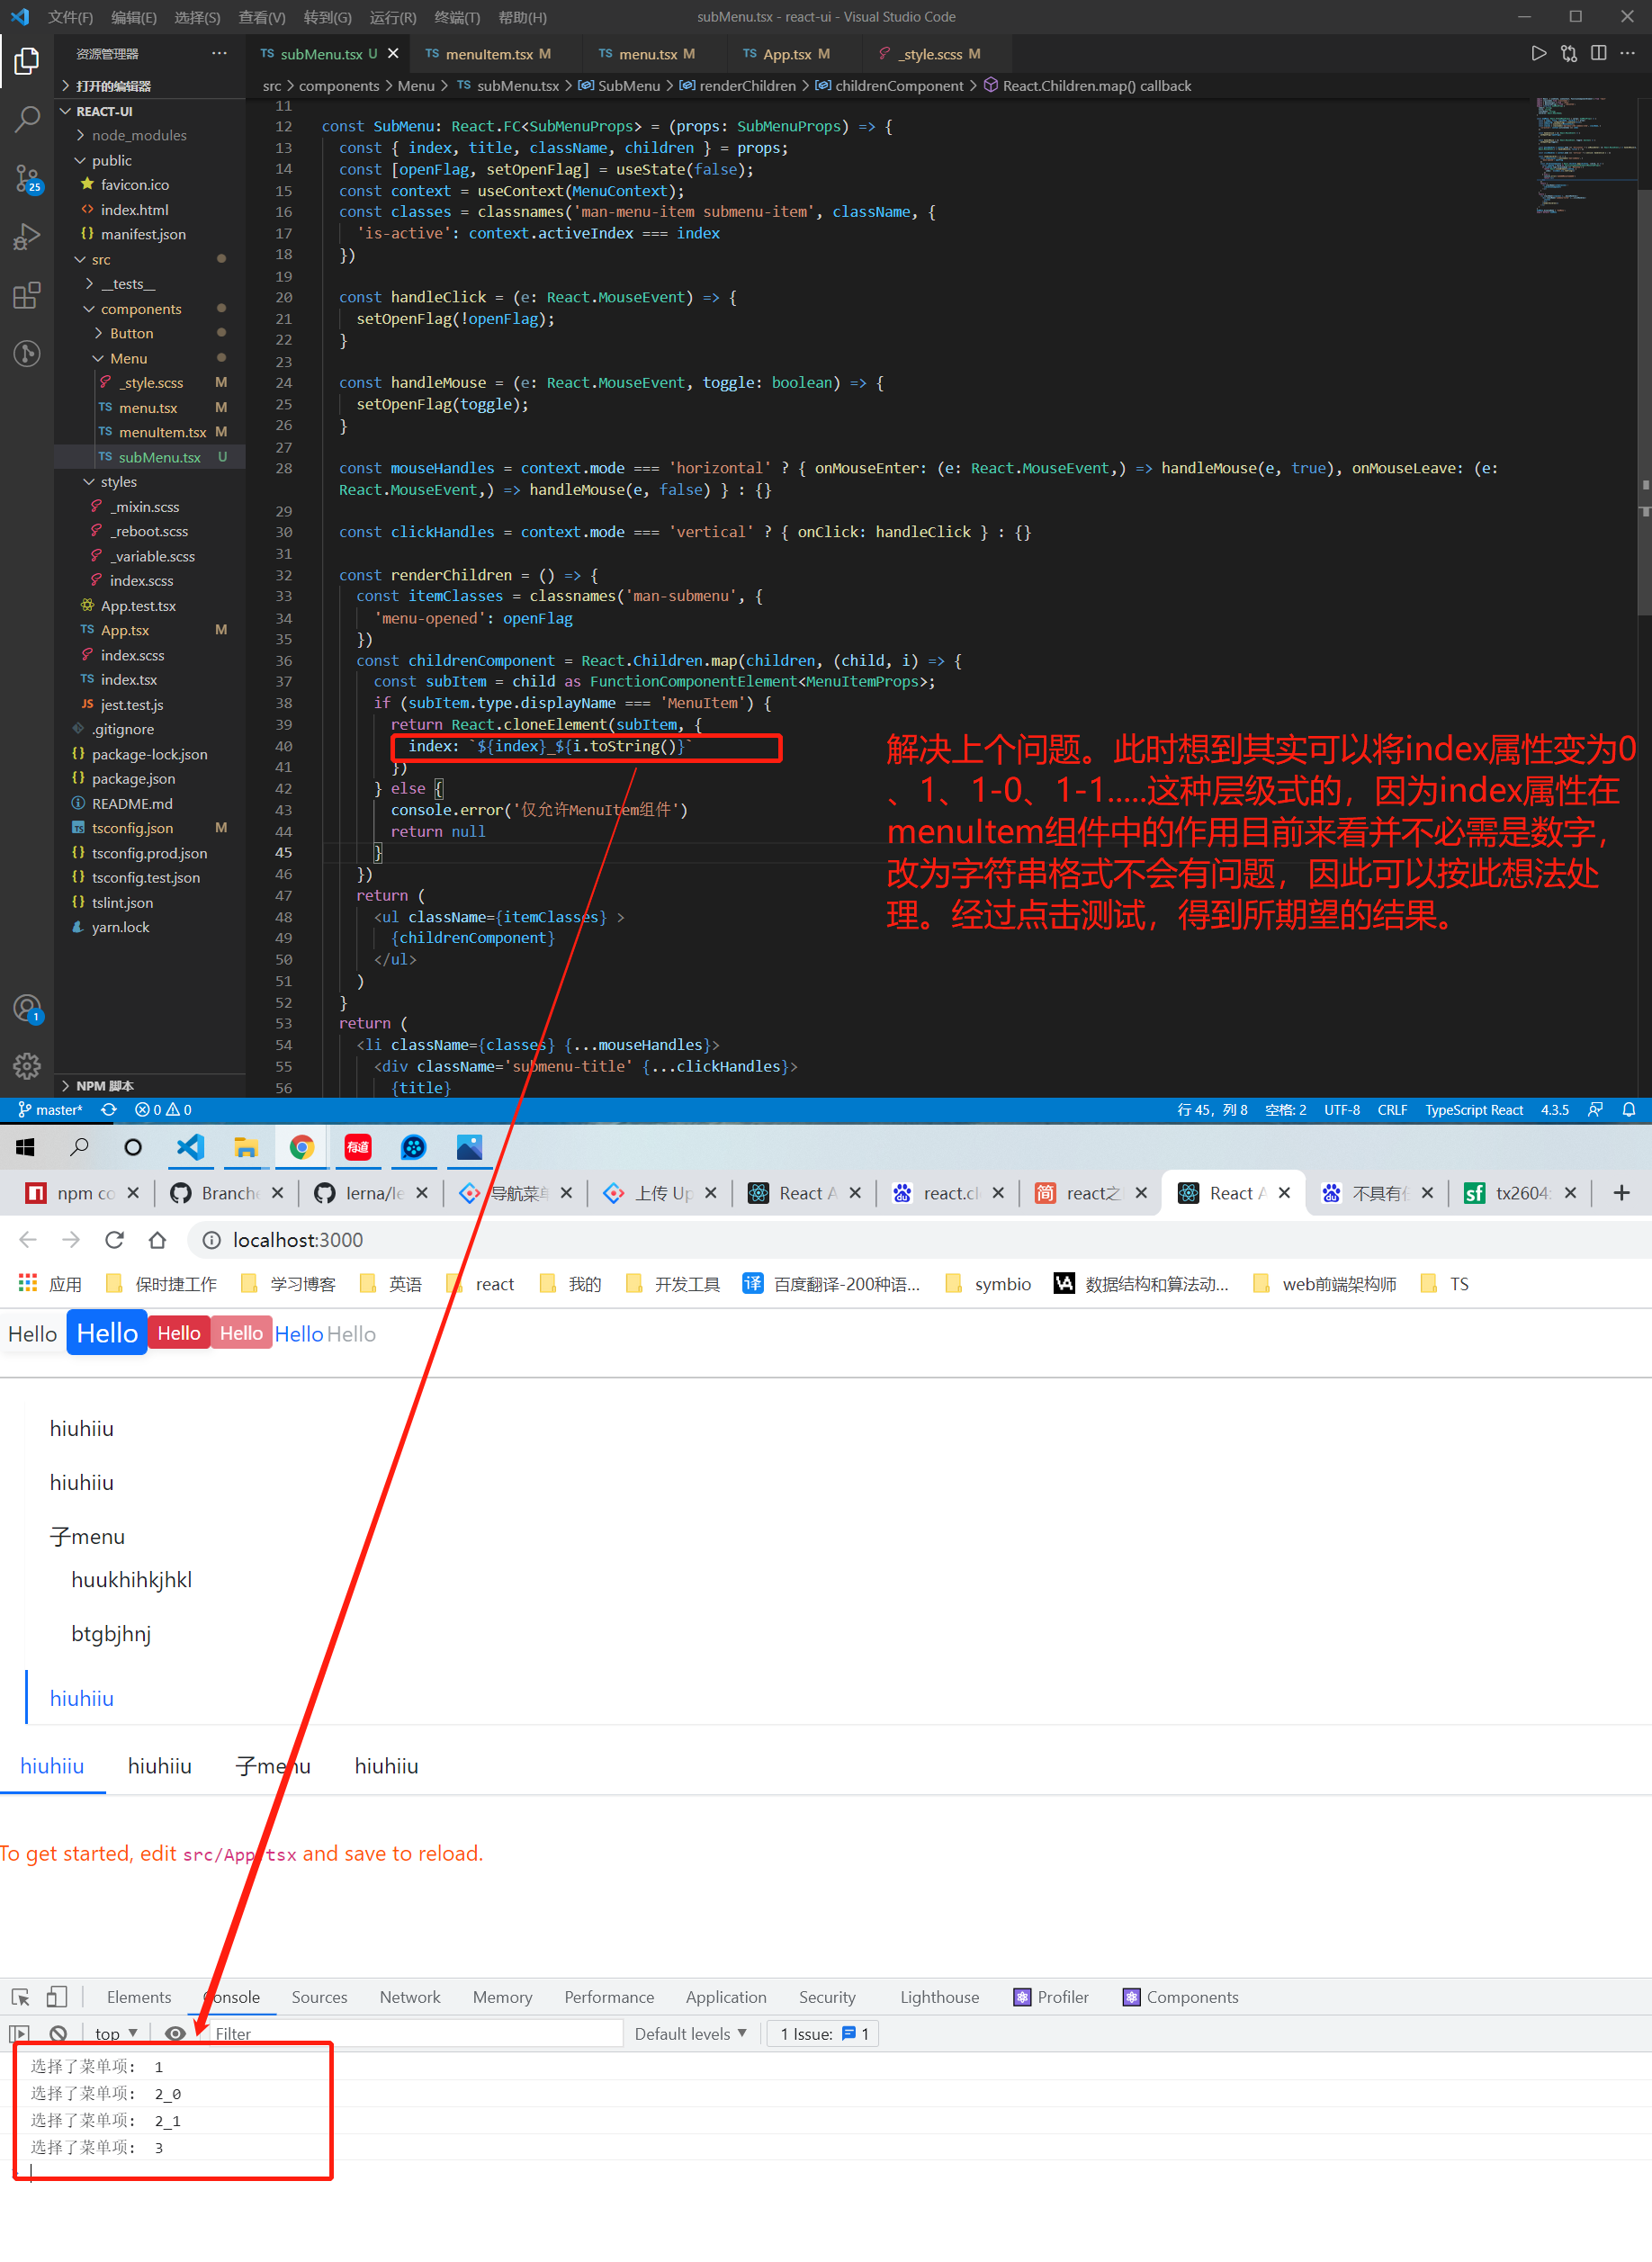 文件(F) 编辑(E) 选择(S) 查看(V) 转到(G) 运行(R) 终端(T) 帮助(H) subMenu.tsx - react-ui - Visual Studio Code
资源管理器 ···
TS subMenu.tsx U TS menuItem.tsx M TS menu.tsx M TS App.tsx M _style.scss M
src > components > Menu > TS subMenu.tsx > SubMenu > renderChildren > childrenComponent > React.Children.map() callback
打开的编辑器
REACT-UI
node_modules
public
favicon.ico
index.html
manifest.json
src
__tests__
components
Button
Menu
_style.scss M
TS menu.tsx M
TS menuItem.tsx M
TS subMenu.tsx U
styles
_mixin.scss
_reboot.scss
_variable.scss
index.scss
App.test.tsx
TS App.tsx M
index.scss
TS index.tsx
JS jest.test.js
.gitignore
package-lock.json
package.json
README.md
tsconfig.json M
tsconfig.prod.json
tsconfig.test.json
tslint.json
yarn.lock
NPM 脚本
25
1
11
12 const SubMenu: React.FC<SubMenuProps> = (props: SubMenuProps) => {
13 const { index, title, className, children } = props;
14 const [openFlag, setOpenFlag] = useState(false);
15 const context = useContext(MenuContext);
16 const classes = classnames('man-menu-item submenu-item', className, {
17 'is-active': context.activeIndex === index
18 })
19
20 const handleClick = (e: React.MouseEvent) => {
21 setOpenFlag(!openFlag);
22 }
23
24 const handleMouse = (e: React.MouseEvent, toggle: boolean) => {
25 setOpenFlag(toggle);
26 }
27
28 const mouseHandles = context.mode === 'horizontal' ? { onMouseEnter: (e: React.MouseEvent,) => handleMouse(e, true), onMouseLeave: (e:
React.MouseEvent,) => handleMouse(e, false) } : {}
29
30 const clickHandles = context.mode === 'vertical' ? { onClick: handleClick } : {}
31
32 const renderChildren = () => {
33 const itemClasses = classnames('man-submenu', {
34 'menu-opened': openFlag
35 })
36 const childrenComponent = React.Children.map(children, (child, i) => {
37 const subItem = child as FunctionComponentElement<MenuItemProps>;
38 if (subItem.type.displayName === 'MenuItem') {
39 return React.cloneElement(subItem, {
40 index: `${index}_${i.toString()}`
41 })
42 } else {
43 console.error('仅允许MenuItem组件')
44 return null
45 }
46 })
47 return (
48 <ul className={itemClasses} >
49 {childrenComponent}
50 </ul>
51 )
52 }
53 return (
54 <li className={classes} {...mouseHandles}>
55 <div className='submenu-title' {...clickHandles}>
56 {title}
解决上个问题。此时想到其实可以将index属性变为0
、1、1-0、1-1.....这种层级式的，因为index属性在
menuItem组件中的作用目前来看并不必需是数字，
改为字符串格式不会有问题，因此可以按此想法处
理。经过点击测试，得到所期望的结果。
master* 0 0 行 45，列 8 空格: 2 UTF-8 CRLF TypeScript React 4.3.5
有道
npm co Branche lerna/le 导航菜单 上传 Up React A react.cl react之 React A 不具有 tx2604
localhost:3000
应用 保时捷工作 学习博客 英语 react 我的 开发工具 百度翻译-200种语... symbio 数据结构和算法动... web前端架构师 TS
Hello Hello Hello Hello Hello Hello
hiuhiiu
hiuhiiu
子menu
huukhihkjhkl
btgbjhnj
hiuhiiu
hiuhiiu hiuhiiu 子menu hiuhiiu
To get started, edit src/App.tsx and save to reload.
Elements Console Sources Network Memory Performance Application Security Lighthouse Profiler Components
top Filter Default levels 1 Issue: 1
选择了菜单项: 1
选择了菜单项: 2_0
选择了菜单项: 2_1
选择了菜单项: 3